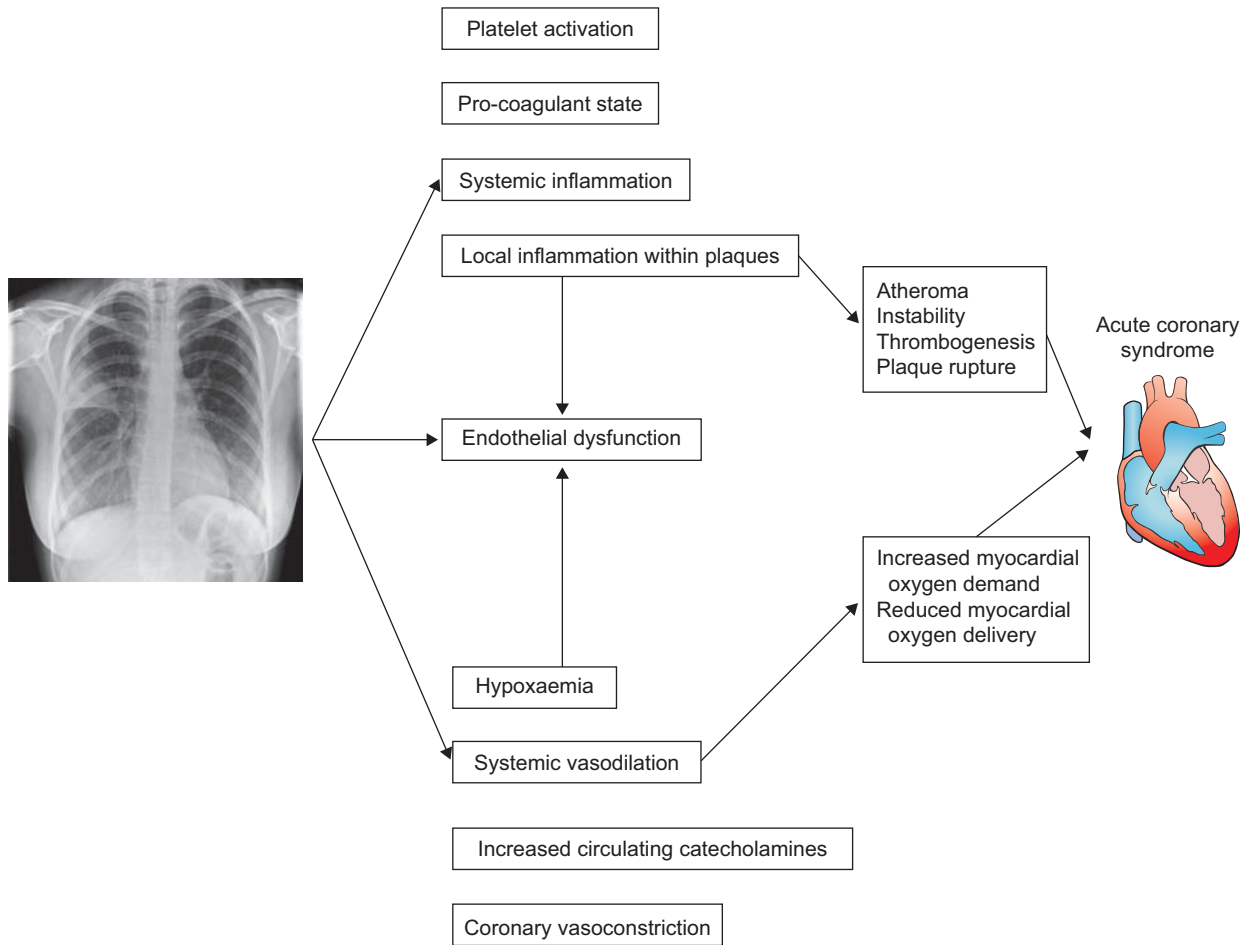 Platelet activation
Pro-coagulant state
Systemic inflammation
Local inflammation within plaques
Atheroma
Instability
Thrombogenesis
Plaque rupture
Acute coronary
syndrome
Endothelial dysfunction
Increased myocardial
oxygen demand
Reduced myocardial
oxygen delivery
Hypoxaemia
Systemic vasodilation
Increased circulating catecholamines
Coronary vasoconstriction